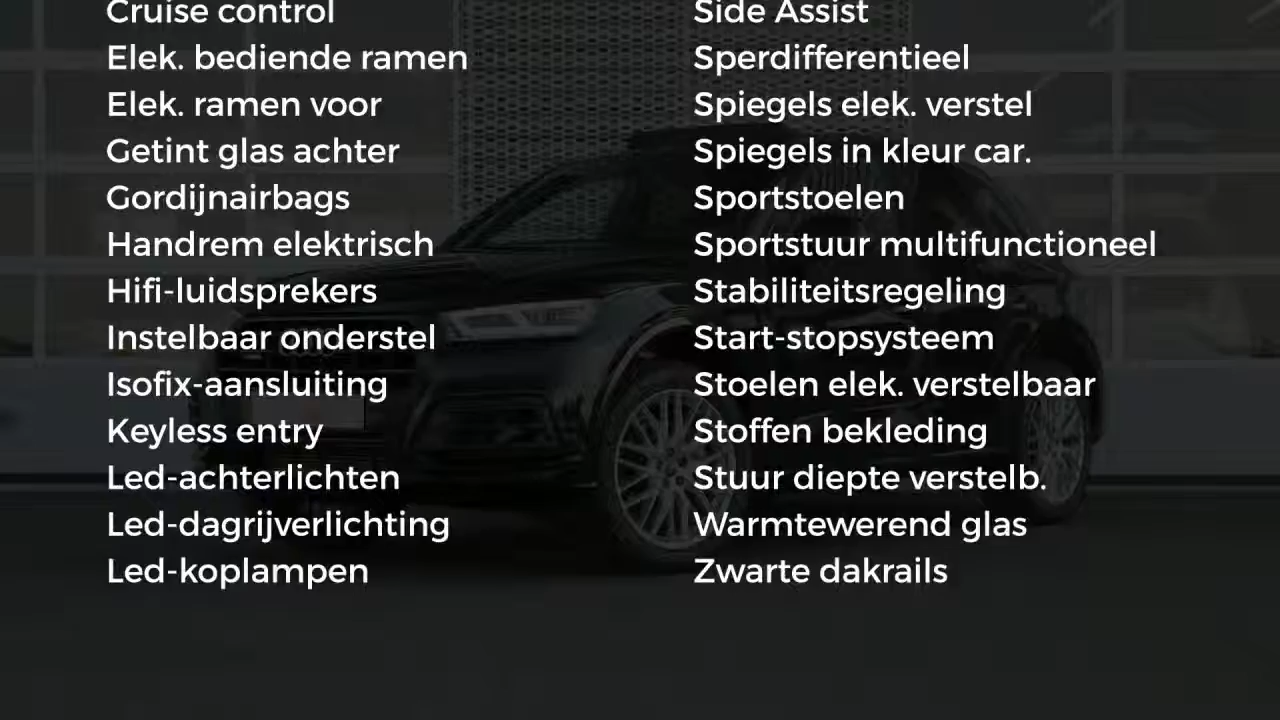 Cruise control
Elek. bediende ramen
Elek. ramen voor
Getint glas achter
Gordijnairbags
Handrem elektrisch
Hifi-luidsprekers
Instelbaar onderstel
Isofix-aansluiting
Keyless entry
Led-achterlichten
Led-dagrijverlichting
Led-koplampen
Side Assist
Sperdifferentieel
Spiegels elek. verstel
Spiegels in kleur car.
Sportstoelen
Sportstuur multifunctioneel
Stabiliteitsregeling
Start-stopsysteem
Stoelen elek. verstelbaar
Stoffen bekleding
Stuur diepte verstelb.
Warmtewerend glas
Zwarte dakrails